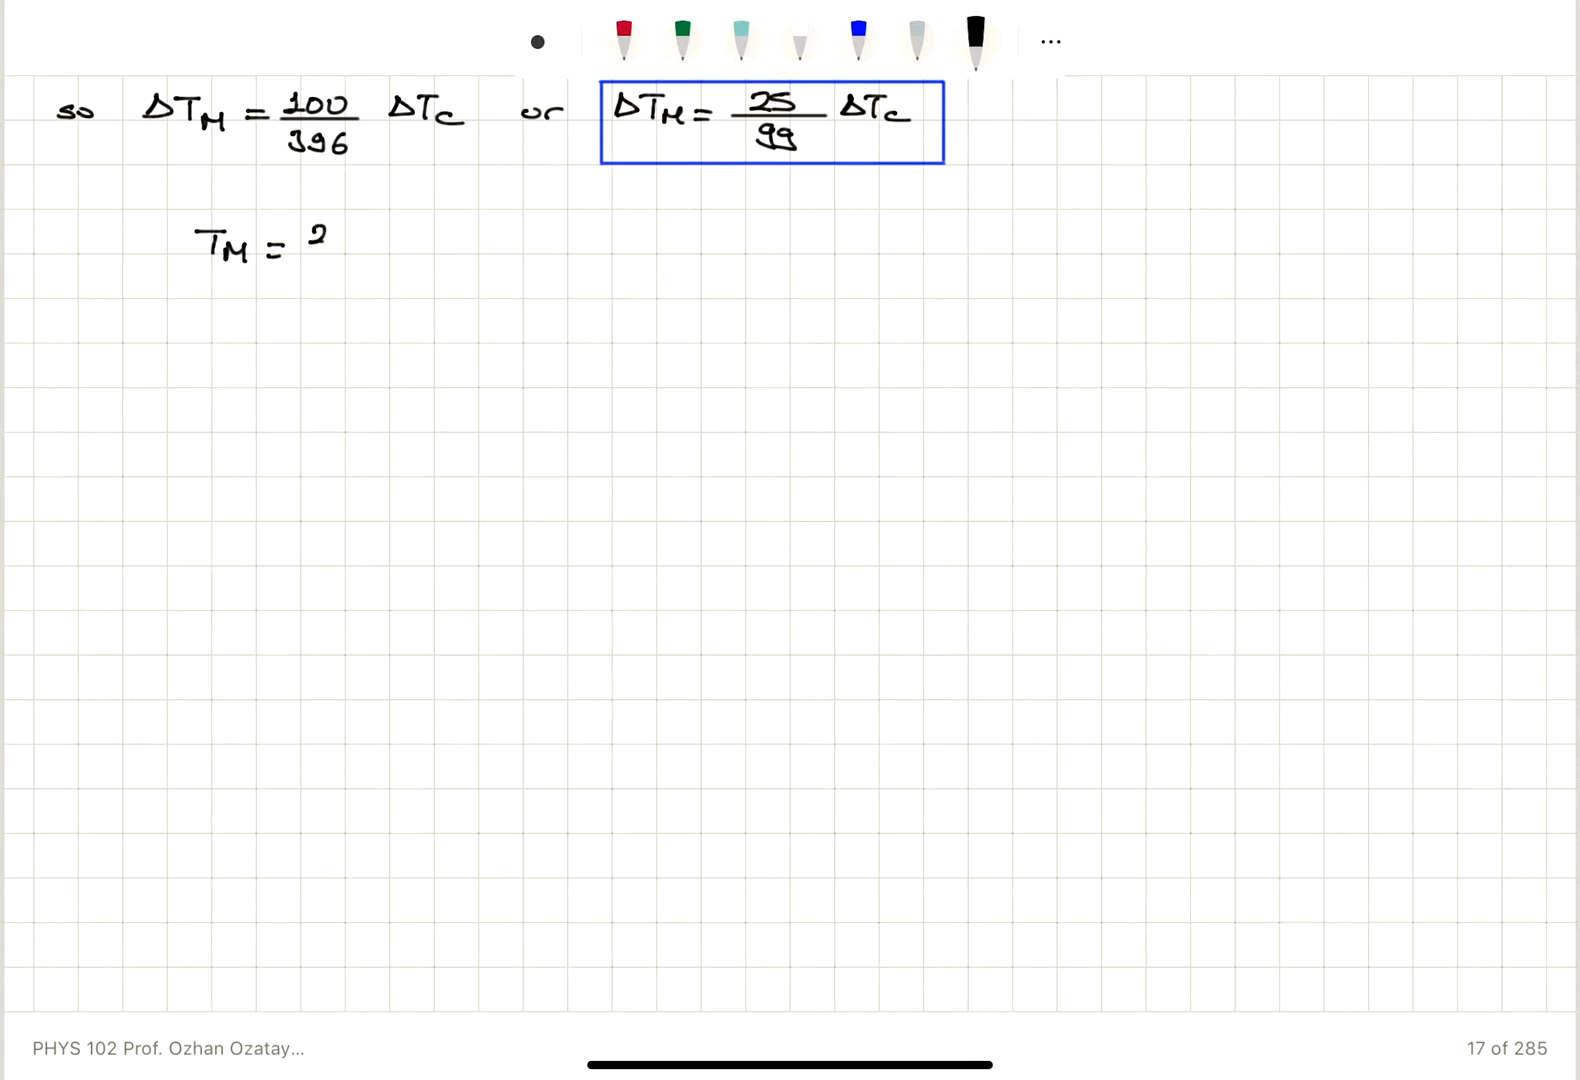 so ΔT_M = 100/396 ΔT_C or ΔT_M = 25/99 ΔT_C
T_M = 2
PHYS 102 Prof. Ozhan Ozatay...
17 of 285